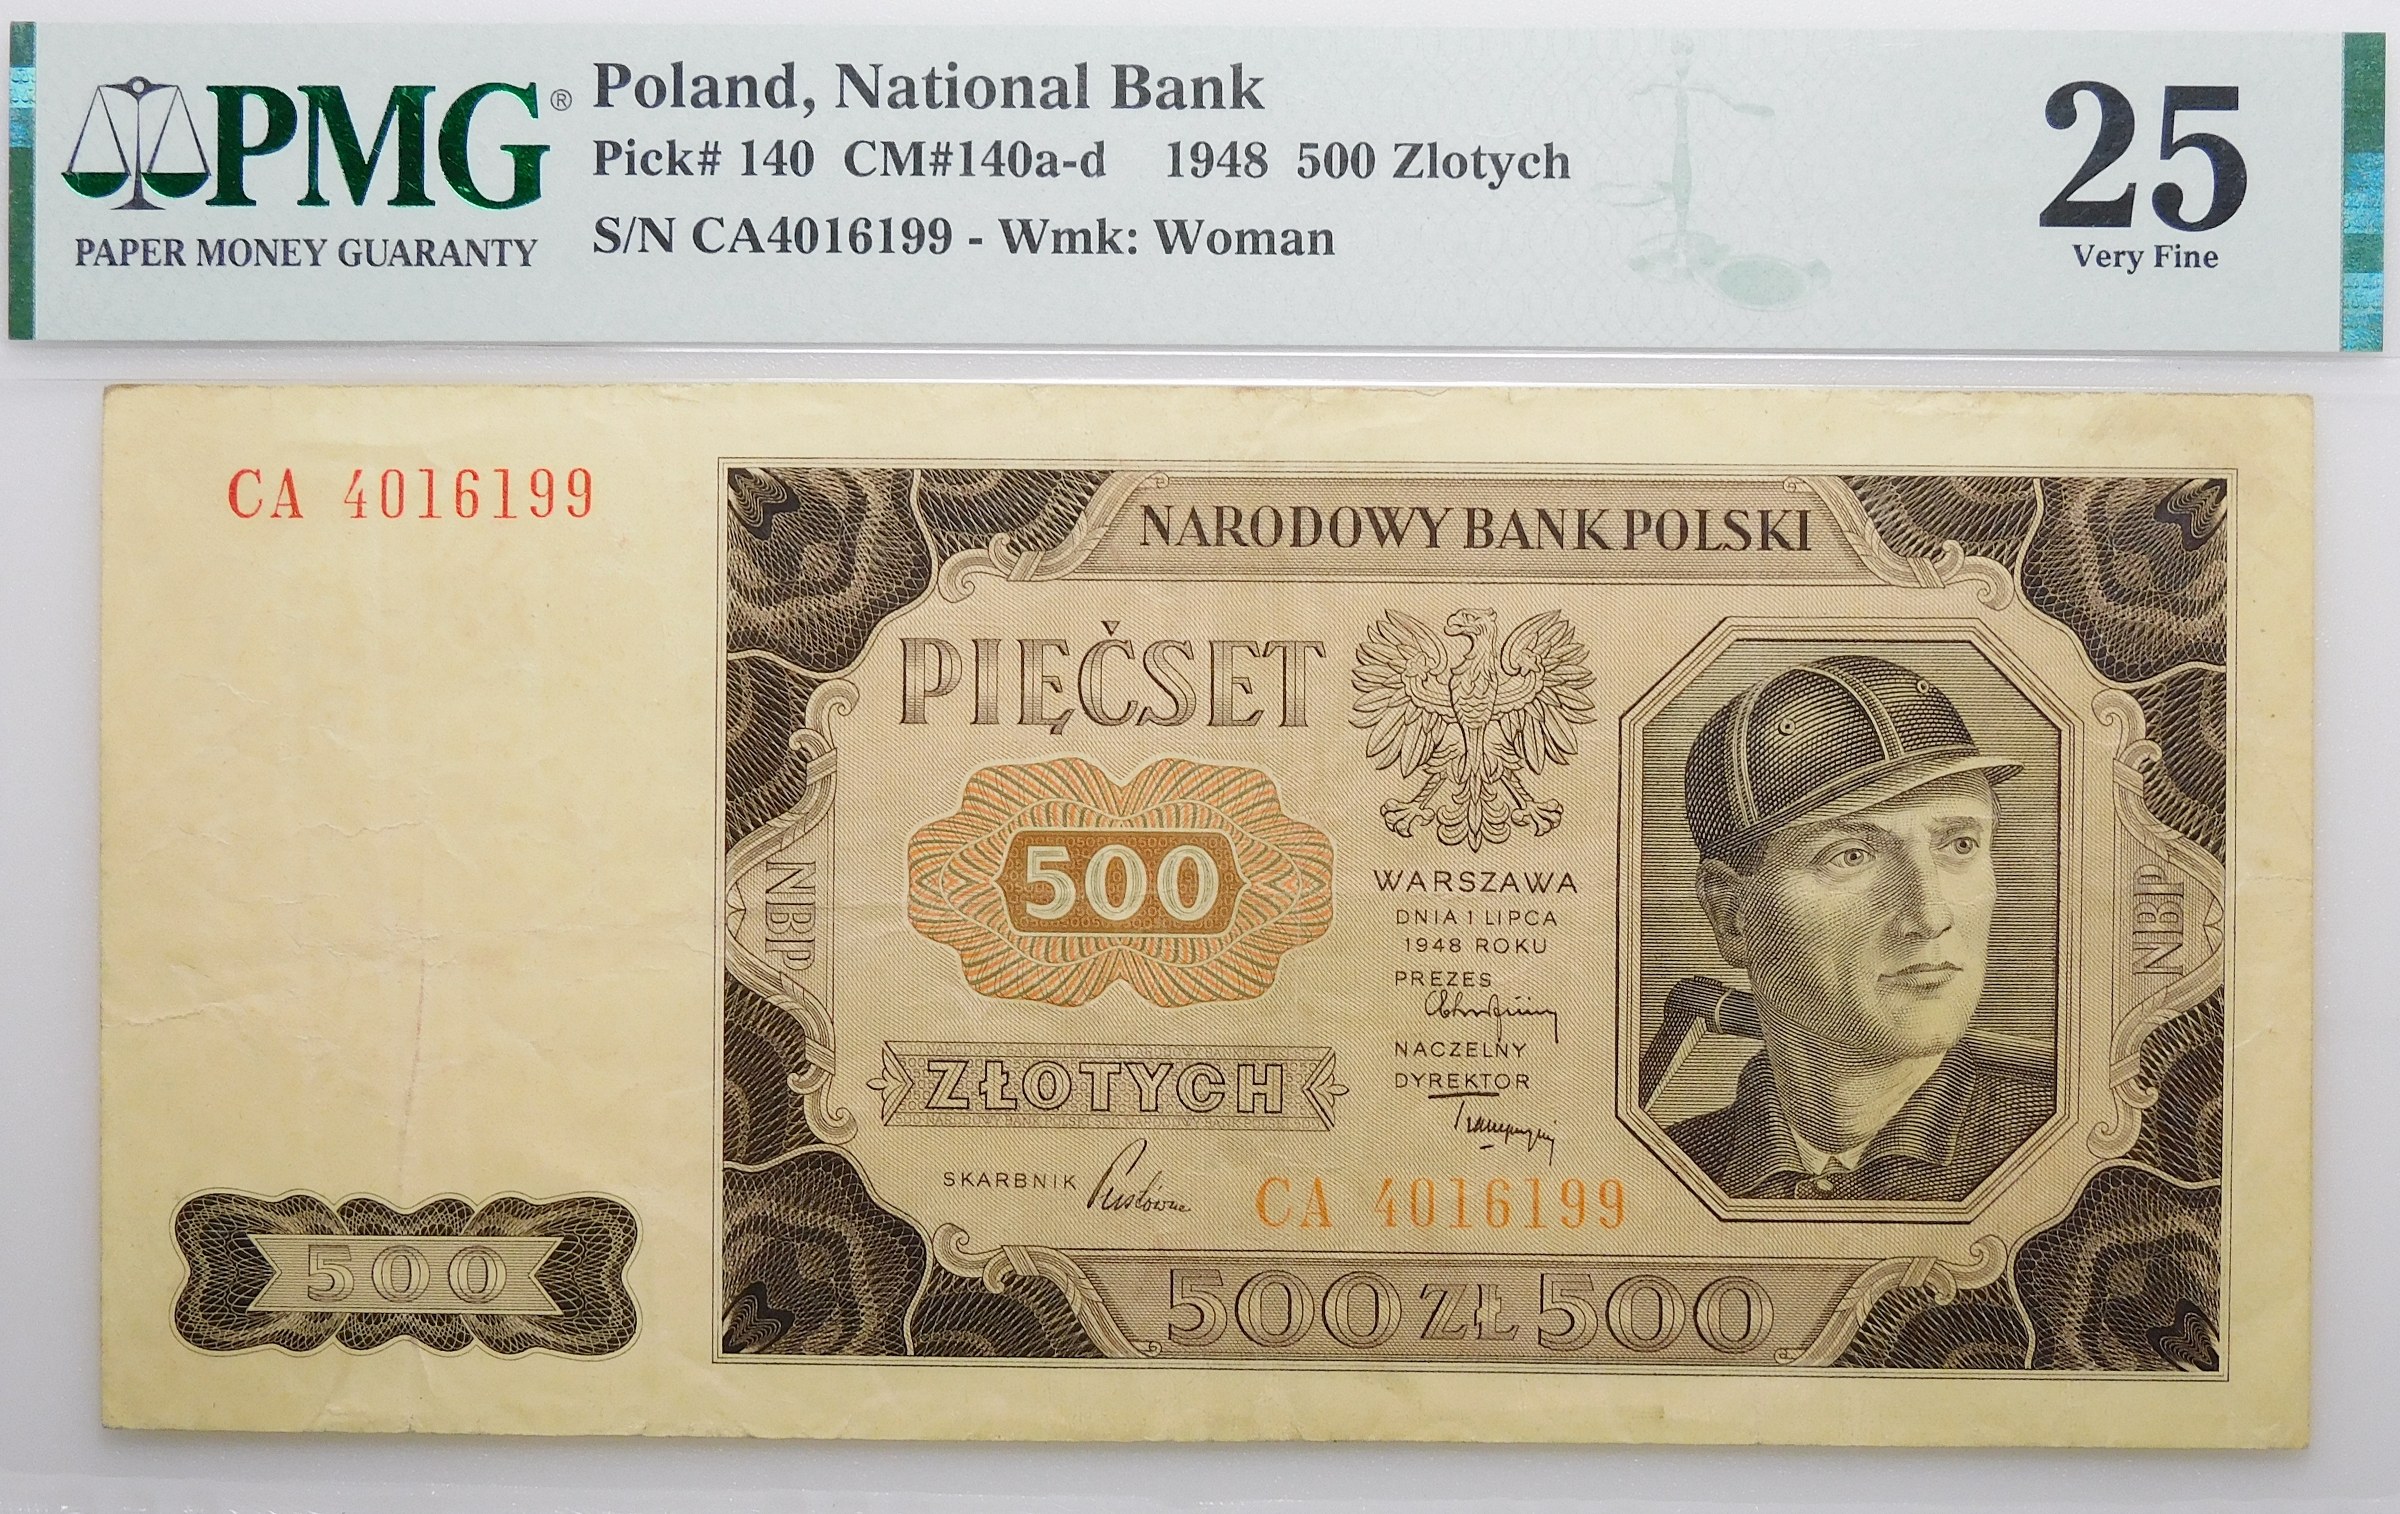 PMG®
PAPER MONEY GUARANTY
Poland, National Bank
Pick# 140 CM#140a-d 1948 500 Zlotych
S/N CA4016199 - Wmk: Woman
25
Very Fine
CA 4016199
NARODOWY BANK POLSKI
PIĘĆSET
500
WARSZAWA
DNIA 1 LIPCA
1948 ROKU
PREZES
NACZELNY
DYREKTOR
ZŁOTYCH
SKARBNIK
CA 4016199
NBP
NBP
500
500 ZŁ 500